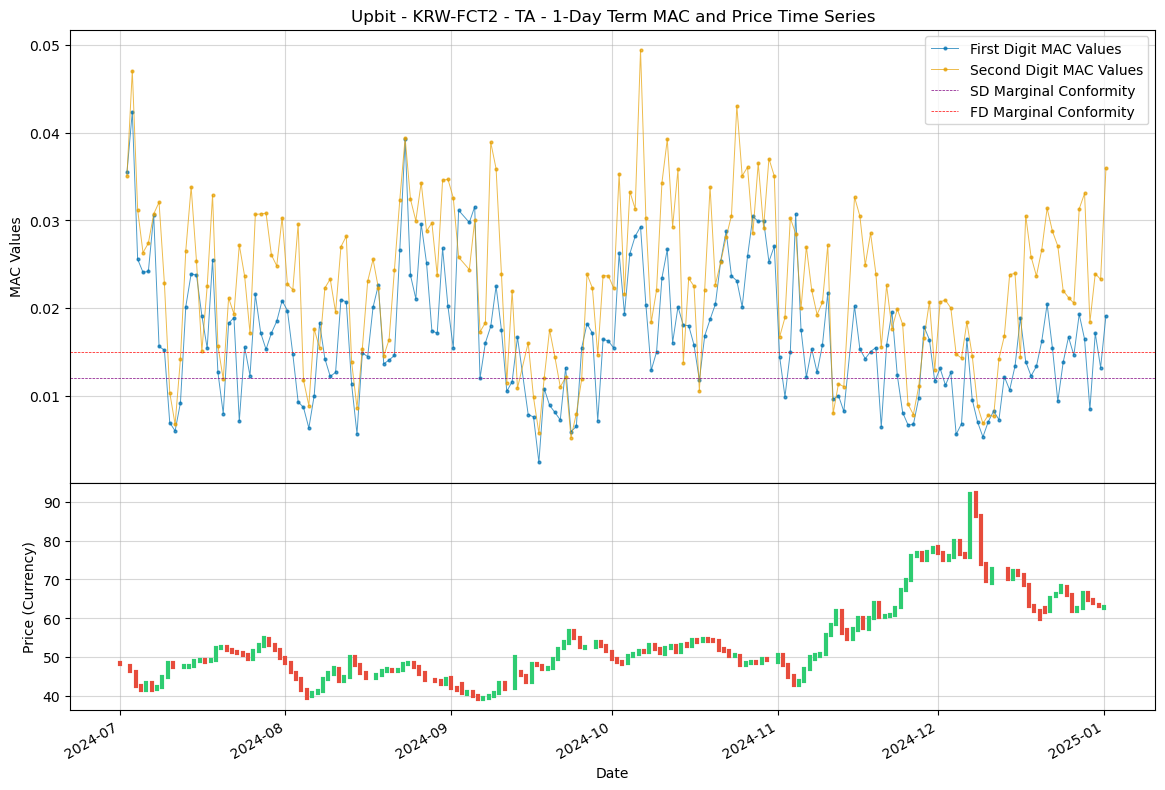 Upbit - KRW-FCT2 - TA - 1-Day Term MAC and Price Time Series
0.05
0.04
0.03
0.02
0.01
MAC Values
First Digit MAC Values
Second Digit MAC Values
SD Marginal Conformity
FD Marginal Conformity
90
80
70
60
50
40
Price (Currency)
2024-07
2024-08
2024-09
2024-10
2024-11
2024-12
2025-01
Date